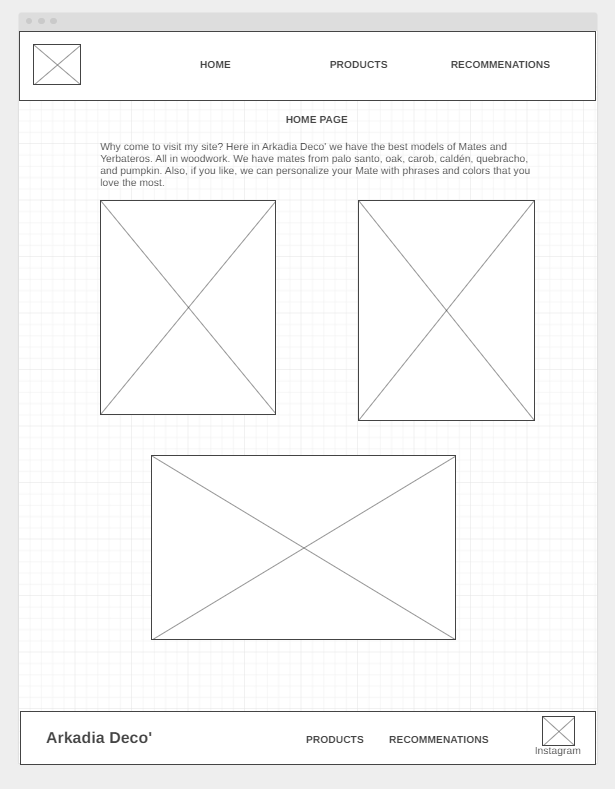 HOME
PRODUCTS
RECOMMENATIONS
HOME PAGE
Why come to visit my site? Here in Arkadia Deco' we have the best models of Mates and
Yerbateros. All in woodwork. We have mates from palo santo, oak, carob, caldén, quebracho,
and pumpkin. Also, if you like, we can personalize your Mate with phrases and colors that you
love the most.
Arkadia Deco'
PRODUCTS
RECOMMENATIONS
Instagram